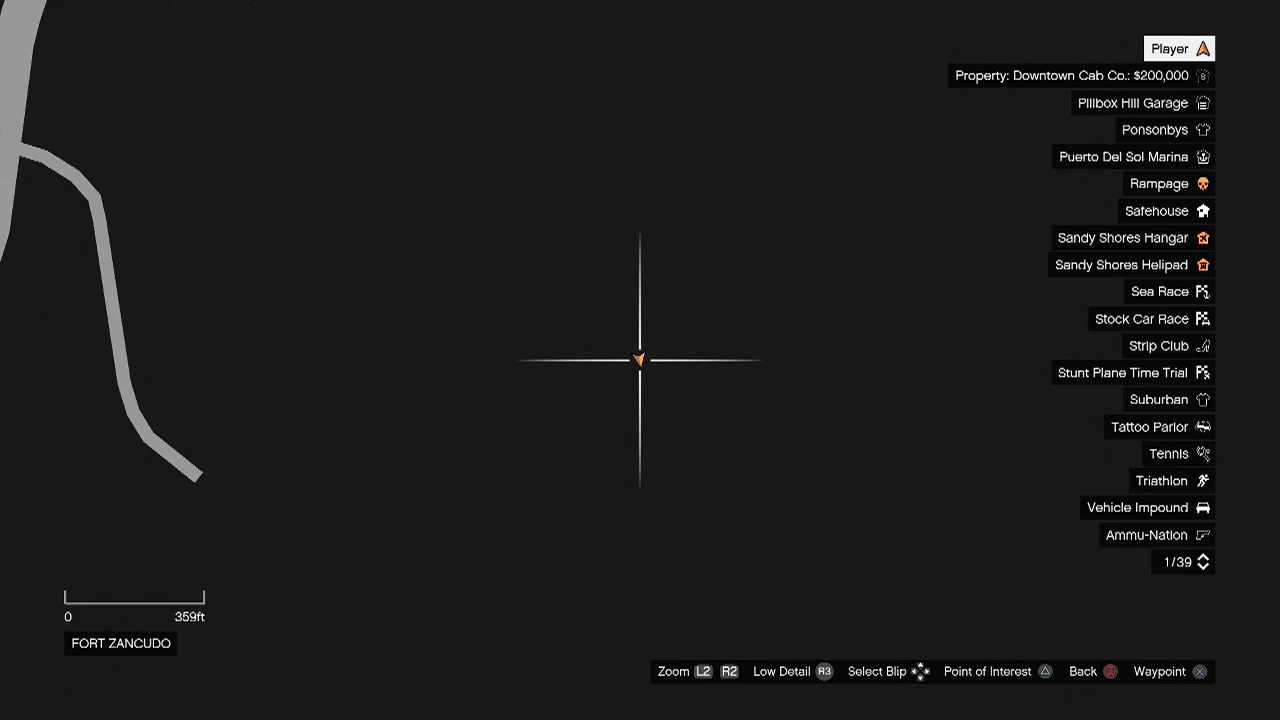 Player
Property: Downtown Cab Co.: $200,000
Pillbox Hill Garage
Ponsonbys
Puerto Del Sol Marina
Rampage
Safehouse
Sandy Shores Hangar
Sandy Shores Helipad
Sea Race
Stock Car Race
Strip Club
Stunt Plane Time Trial
Suburban
Tattoo Parlor
Tennis
Triathlon
Vehicle Impound
Ammu-Nation
1/39
0 359ft
FORT ZANCUDO
Zoom L2 R2 Low Detail R3 Select Blip Point of Interest Back Waypoint